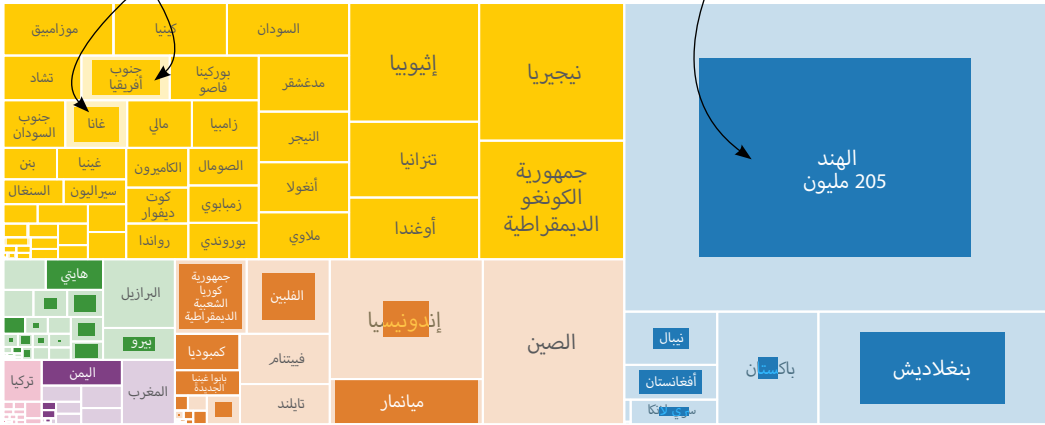 موزامبيق
كينيا
السودان
إثيوبيا
نيجيريا
تشاد
جنوب
أفريقيا
بوركينا
فاصو
مدغشقر
جنوب
السودان
غانا
مالي
زامبيا
النيجر
تنزانيا
جمهورية
الكونغو
الديمقراطية
الهند
205 مليون
بنن
غينيا
الكاميرون
الصومال
أنغولا
السنغال
سيراليون
كوت
ديفوار
زمبابوي
أوغندا
رواندا
بوروندي
ملاوي
هايتي
البرازيل
بيرو
جمهورية
كوريا
الشعبية
الديمقراطية
الفلبين
إندونيسيا
الصين
كمبوديا
فييتنام
بابوا غينيا
الجديدة
تايلند
ميانمار
تركيا
اليمن
المغرب
نيبال
أفغانستان
سري لانكا
باكستان
بنغلاديش